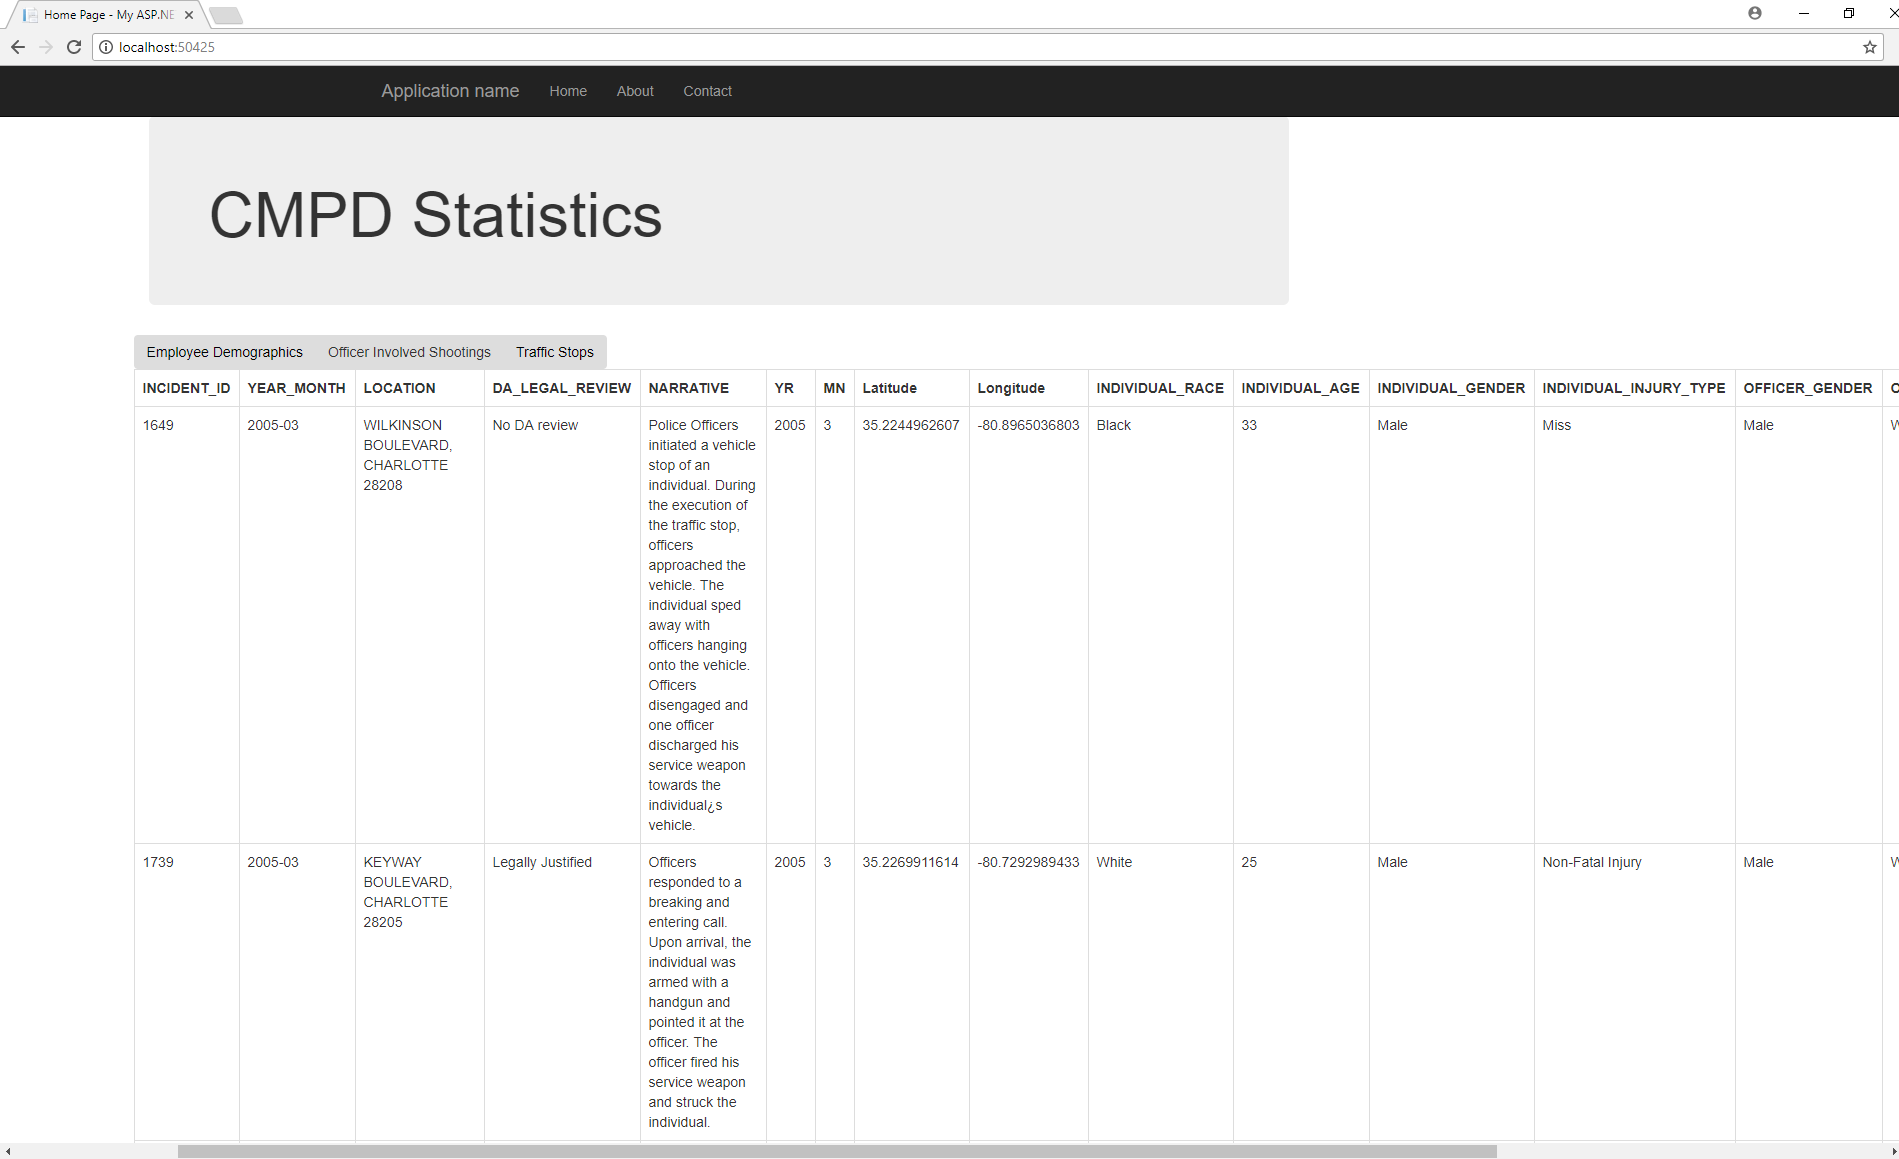 Home Page - My ASP.NE
localhost:50425
Application name Home About Contact
CMPD Statistics
Employee Demographics Officer Involved Shootings Traffic Stops
INCIDENT_ID YEAR_MONTH LOCATION DA_LEGAL_REVIEW NARRATIVE YR MN Latitude Longitude INDIVIDUAL_RACE INDIVIDUAL_AGE INDIVIDUAL_GENDER INDIVIDUAL_INJURY_TYPE OFFICER_GENDER
1649 2005-03 WILKINSON No DA review Police Officers 2005 3 35.2244962607 -80.8965036803 Black 33 Male Miss Male
BOULEVARD, initiated a vehicle
CHARLOTTE stop of an
28208 individual. During
the execution of
the traffic stop,
officers
approached the
vehicle. The
individual sped
away with
officers hanging
onto the vehicle.
Officers
disengaged and
one officer
discharged his
service weapon
towards the
individual¿s
vehicle.
1739 2005-03 KEYWAY Legally Justified Officers 2005 3 35.2269911614 -80.7292989433 White 25 Male Non-Fatal Injury Male
BOULEVARD, responded to a
CHARLOTTE breaking and
28205 entering call.
Upon arrival, the
individual was
armed with a
handgun and
pointed it at the
officer. The
officer fired his
service weapon
and struck the
individual.